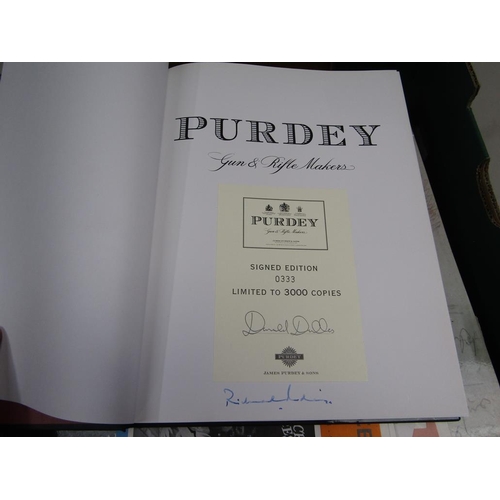 PURDEY
Gun & Rifle Makers
PURDEY
Gun & Rifle Makers
SIGNED EDITION
0333
LIMITED TO 3000 COPIES
PURDEY
JAMES PURDEY & SONS